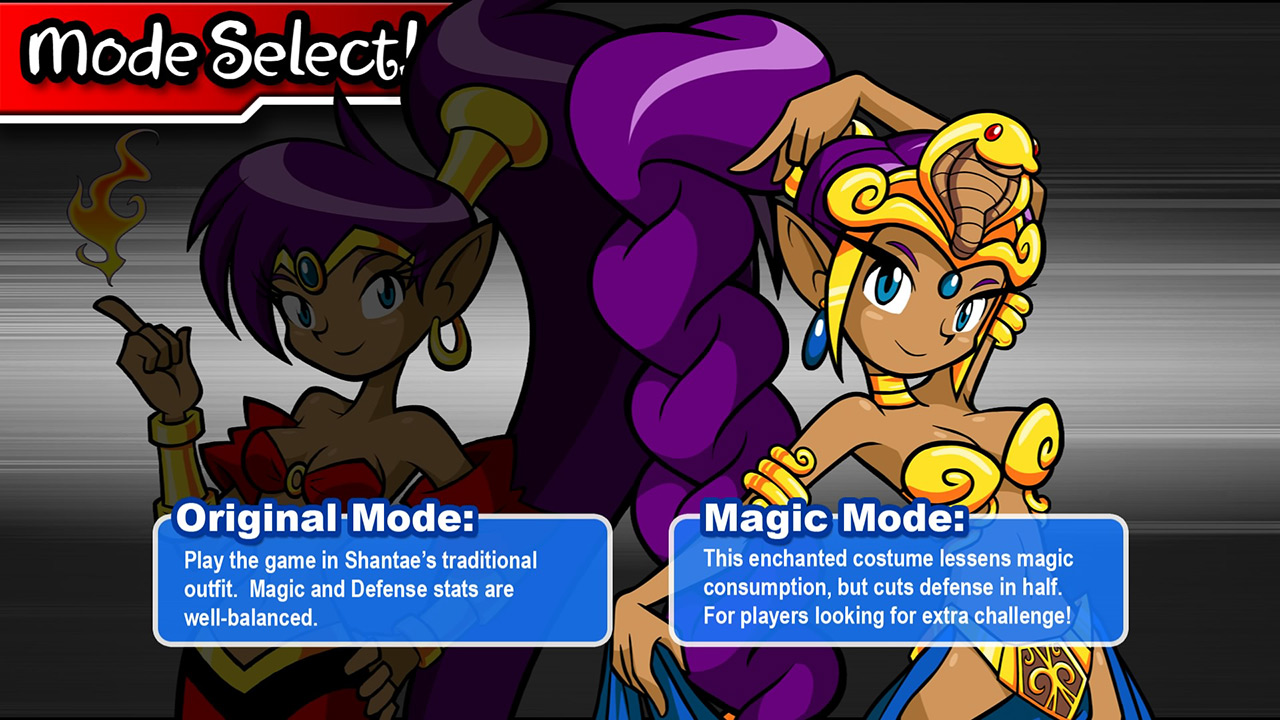 Mode Select!
Original Mode:
Play the game in Shantae’s traditional
outfit.  Magic and Defense stats are
well-balanced.
Magic Mode:
This enchanted costume lessens magic
consumption, but cuts defense in half.
For players looking for extra challenge!